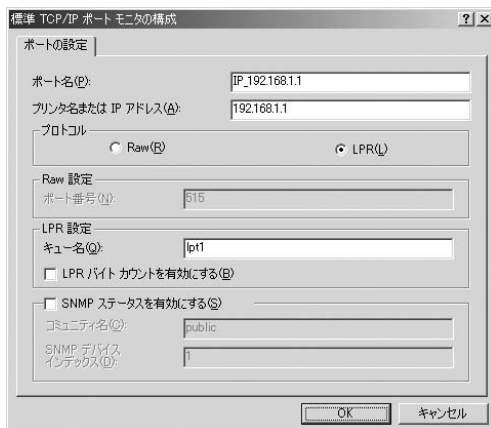 標準 TCP/IP ポート モニタの構成
? ×
ポートの設定
ポート名(P): IP_192.168.1.1
プリンタ名または IP アドレス(A): 192.168.1.1
プロトコル
Raw(R) LPR(L)
Raw 設定
ポート番号(N): 515
LPR 設定
キュー名(Q): lpt1
LPR バイト カウントを有効にする(B)
SNMP ステータスを有効にする(S)
コミュニティ名(C): public
SNMP デバイス
インデックス(D): 1
OK キャンセル